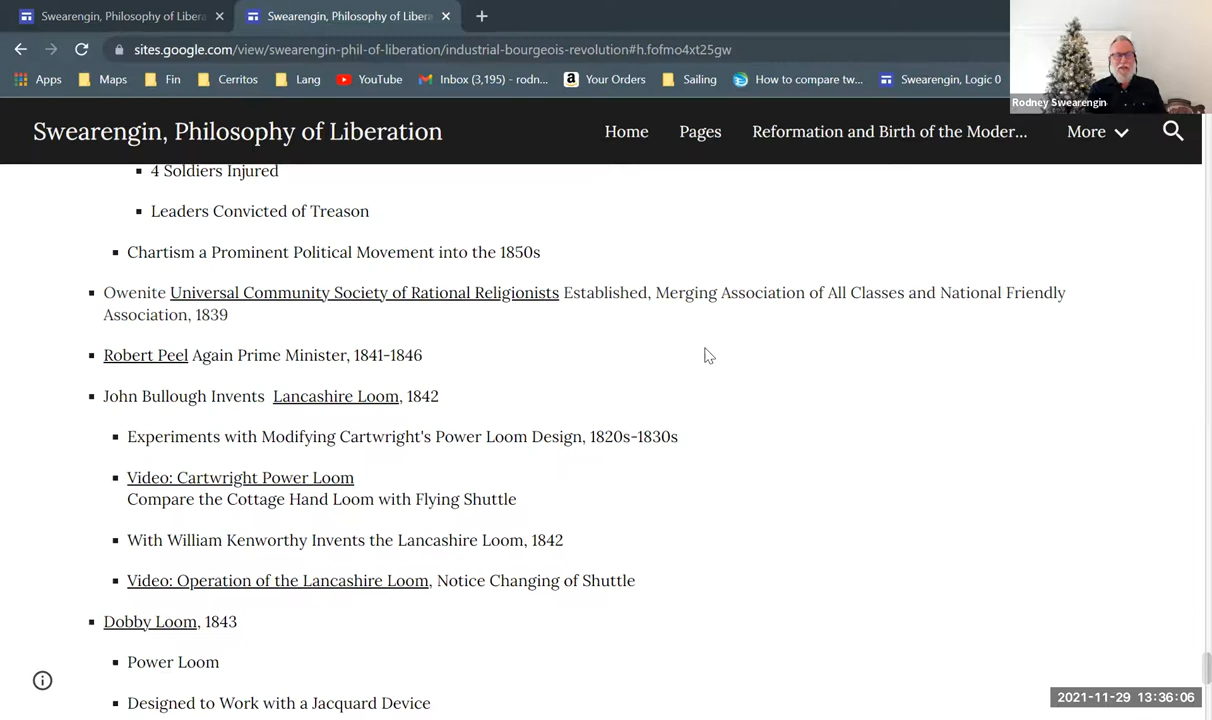 Swearengin, Philosophy of Libera
Swearengin, Philosophy of Libera
sites.google.com/view/swearengin-phil-of-liberation/industrial-bourgeois-revolution#h.fofmo4xt25gw
Apps Maps Fin Cerritos Lang YouTube Inbox (3,195) - rodn... Your Orders Sailing How to compare tw... Swearengin, Logic 0
Rodney Swearengin
Swearengin, Philosophy of Liberation
Home Pages Reformation and Birth of the Moder... More
4 Soldiers Injured
Leaders Convicted of Treason
Chartism a Prominent Political Movement into the 1850s
Owenite Universal Community Society of Rational Religionists Established, Merging Association of All Classes and National Friendly
Association, 1839
Robert Peel Again Prime Minister, 1841-1846
John Bullough Invents Lancashire Loom, 1842
Experiments with Modifying Cartwright's Power Loom Design, 1820s-1830s
Video: Cartwright Power Loom
Compare the Cottage Hand Loom with Flying Shuttle
With William Kenworthy Invents the Lancashire Loom, 1842
Video: Operation of the Lancashire Loom, Notice Changing of Shuttle
Dobby Loom, 1843
Power Loom
Designed to Work with a Jacquard Device
2021-11-29 13:36:06